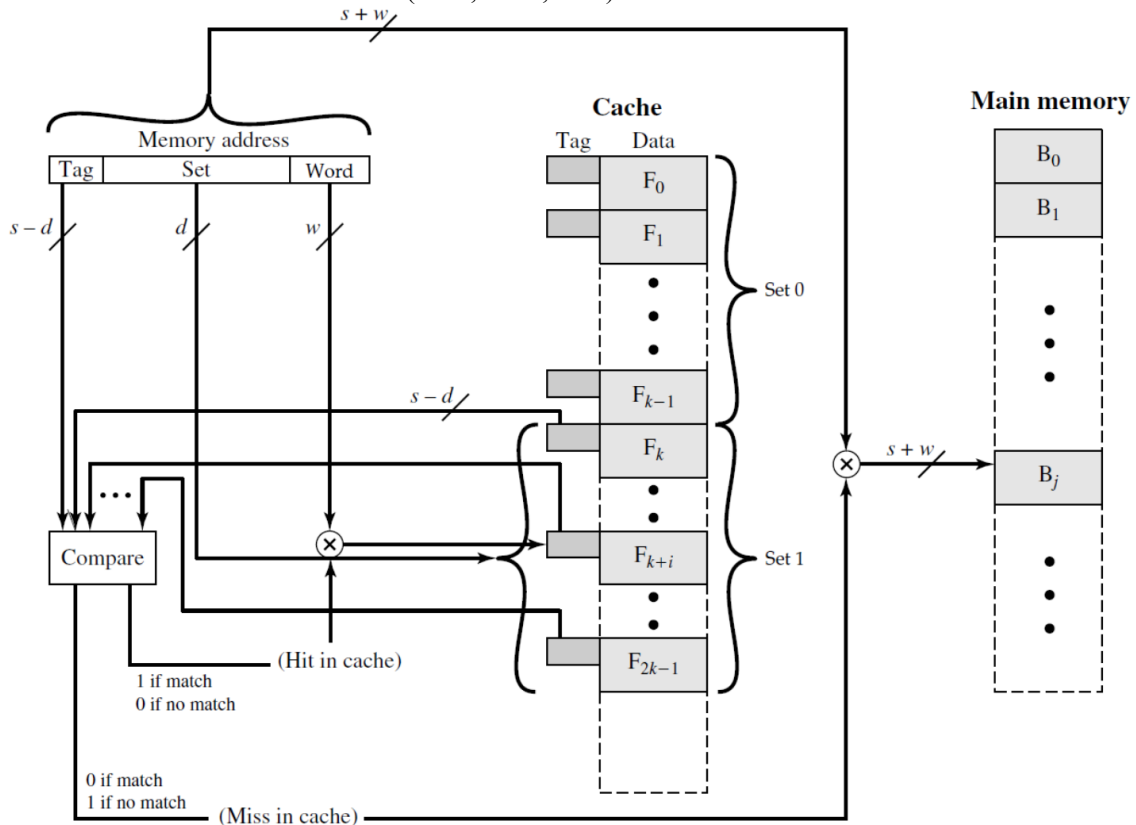 s + w
Cache
Main memory
Memory address
Tag Data
Tag Set Word
F0
B0
B1
s – d
d
w
F1
Set 0
Fk–1
s – d
Fk
s + w
Bj
Compare
Fk+i
Set 1
(Hit in cache)
F2k–1
1 if match
0 if no match
0 if match
1 if no match
(Miss in cache)